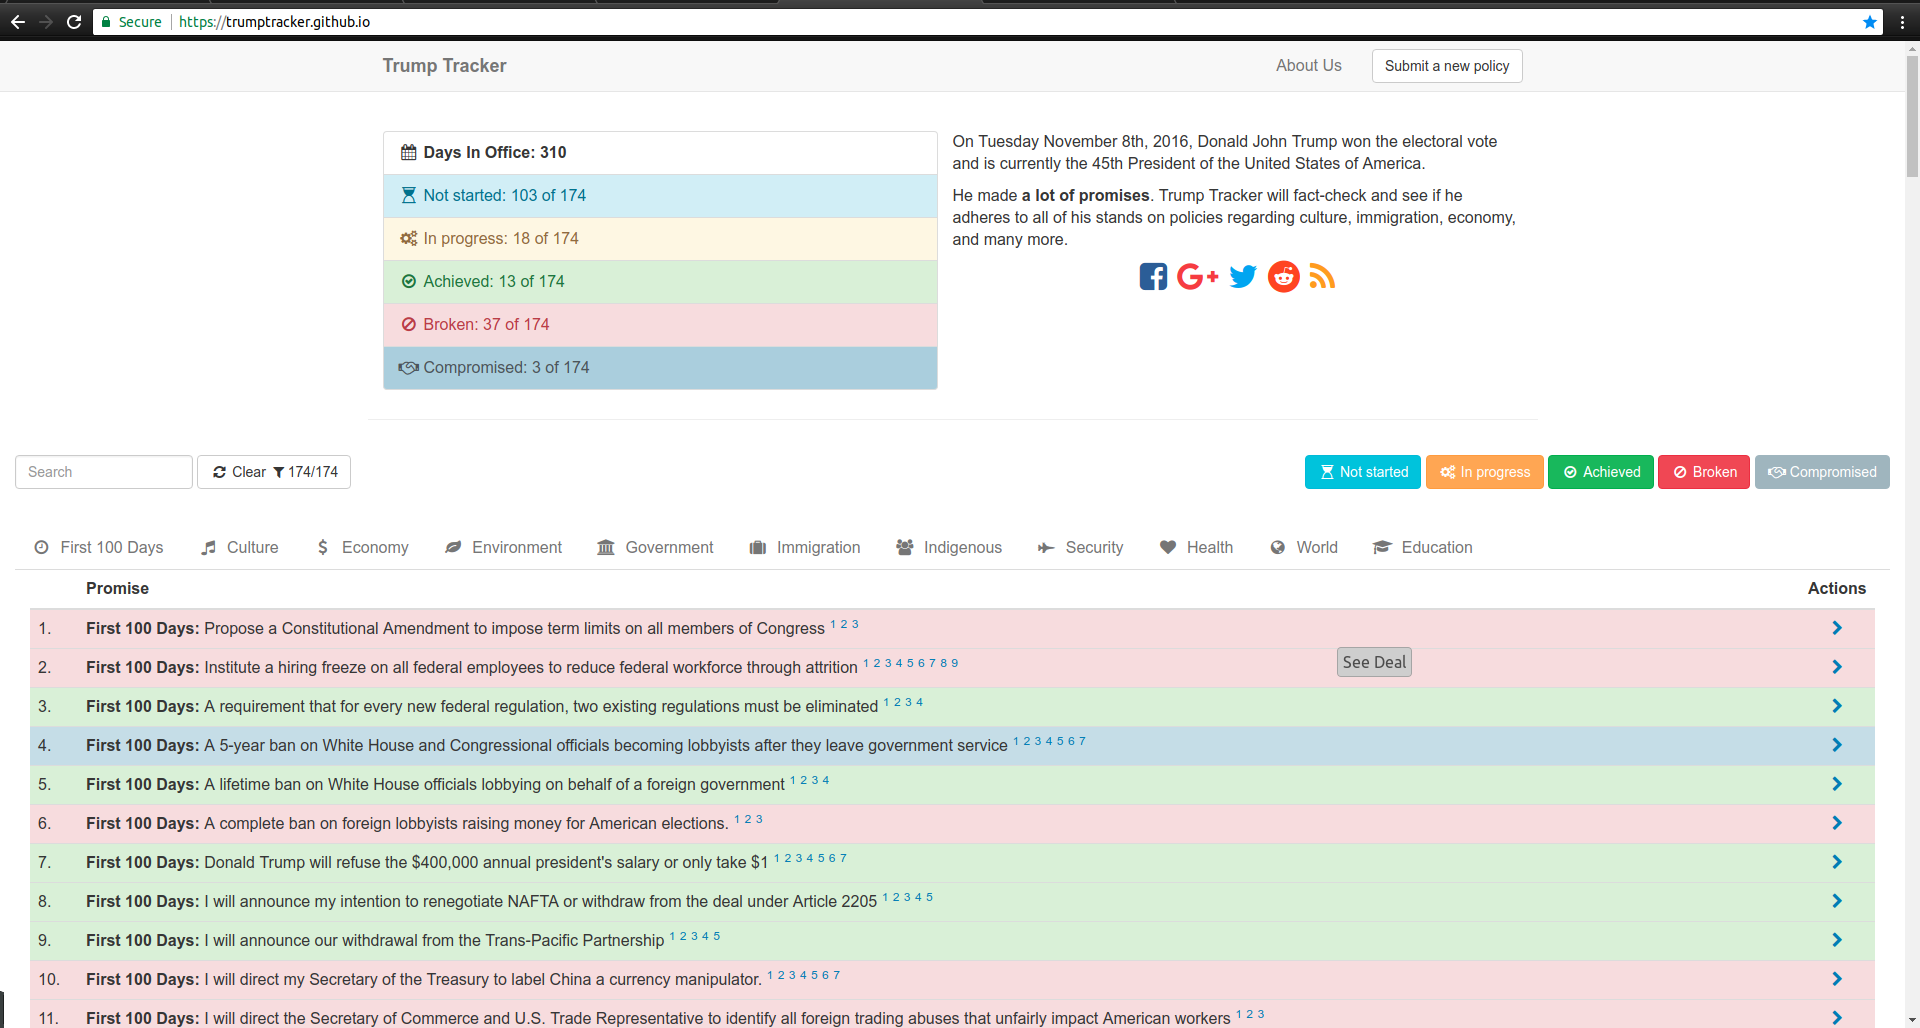 Secure https://trumptracker.github.io
Trump Tracker
About Us
Submit a new policy
Days In Office: 310
Not started: 103 of 174
In progress: 18 of 174
Achieved: 13 of 174
Broken: 37 of 174
Compromised: 3 of 174
On Tuesday November 8th, 2016, Donald John Trump won the electoral vote
and is currently the 45th President of the United States of America.
He made a lot of promises. Trump Tracker will fact-check and see if he
adheres to all of his stands on policies regarding culture, immigration, economy,
and many more.
Search
Clear 174/174
Not started
In progress
Achieved
Broken
Compromised
First 100 Days
Culture
Economy
Environment
Government
Immigration
Indigenous
Security
Health
World
Education
Promise
Actions
1. First 100 Days: Propose a Constitutional Amendment to impose term limits on all members of Congress 1 2 3
2. First 100 Days: Institute a hiring freeze on all federal employees to reduce federal workforce through attrition 1 2 3 4 5 6 7 8 9
See Deal
3. First 100 Days: A requirement that for every new federal regulation, two existing regulations must be eliminated 1 2 3 4
4. First 100 Days: A 5-year ban on White House and Congressional officials becoming lobbyists after they leave government service 1 2 3 4 5 6 7
5. First 100 Days: A lifetime ban on White House officials lobbying on behalf of a foreign government 1 2 3 4
6. First 100 Days: A complete ban on foreign lobbyists raising money for American elections. 1 2 3
7. First 100 Days: Donald Trump will refuse the $400,000 annual president's salary or only take $1 1 2 3 4 5 6 7
8. First 100 Days: I will announce my intention to renegotiate NAFTA or withdraw from the deal under Article 2205 1 2 3 4 5
9. First 100 Days: I will announce our withdrawal from the Trans-Pacific Partnership 1 2 3 4 5
10. First 100 Days: I will direct my Secretary of the Treasury to label China a currency manipulator. 1 2 3 4 5 6 7
11. First 100 Days: I will direct the Secretary of Commerce and U.S. Trade Representative to identify all foreign trading abuses that unfairly impact American workers 1 2 3